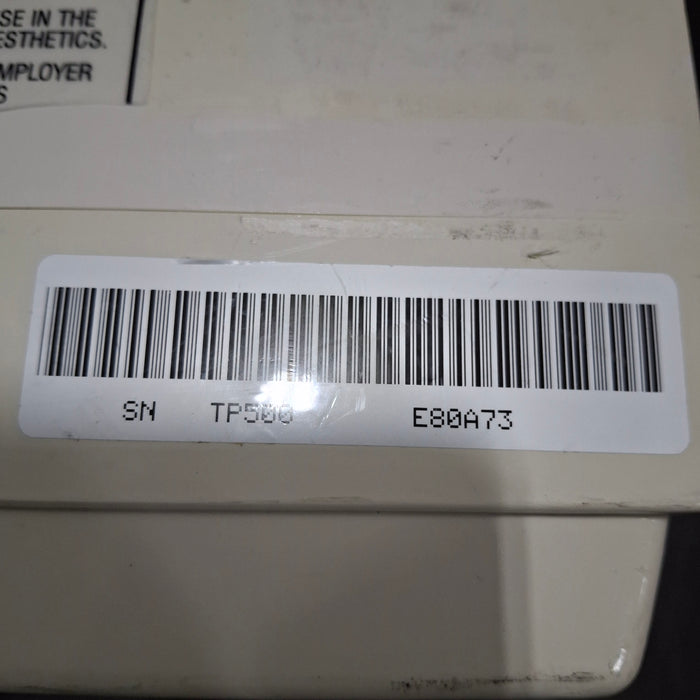 SE IN THE
ESTHETICS.
MPLOYER
S
SN TP500 E80A73